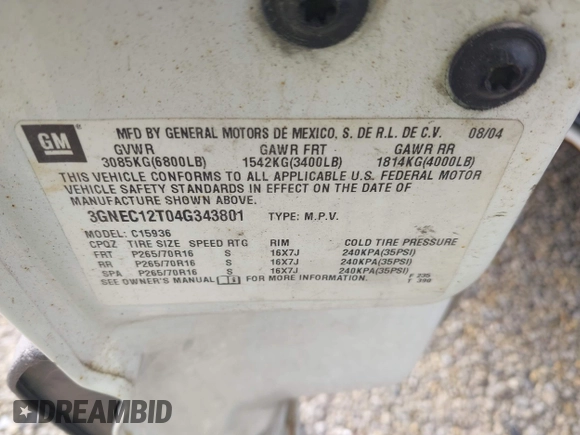 GM
MFD BY GENERAL MOTORS DE MEXICO, S. DE R.L. DE C.V. 08/04
GVWR GAWR FRT GAWR RR
3085KG(6800LB) 1542KG(3400LB) 1814KG(4000LB)
THIS VEHICLE CONFORMS TO ALL APPLICABLE U.S. FEDERAL MOTOR
VEHICLE SAFETY STANDARDS IN EFFECT ON THE DATE OF
MANUFACTURE SHOWN ABOVE.
3GNEC12T04G343801 TYPE: M.P.V.
MODEL: C15936
CPQZ TIRE SIZE SPEED RTG RIM COLD TIRE PRESSURE
FRT P265/70R16 S 16X7J 240KPA(35PSI)
RR P265/70R16 S 16X7J 240KPA(35PSI)
SPA P265/70R16 S 16X7J 240KPA(35PSI)
SEE OWNER'S MANUAL FOR MORE INFORMATION. F 235
T 398
DREAMBID